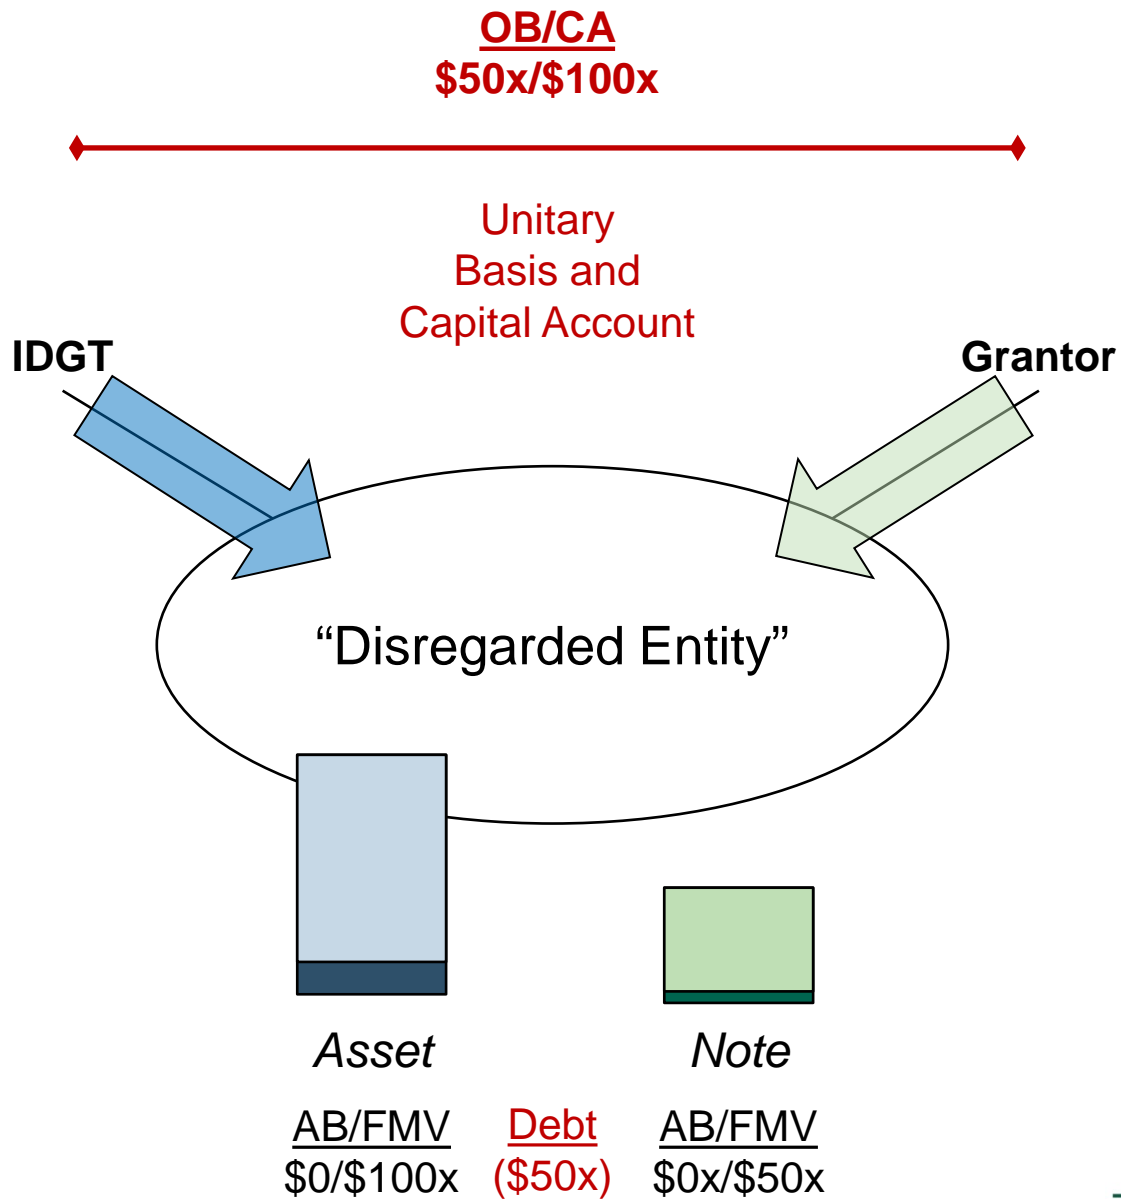 OB/CA
$50x/$100x
Unitary
Basis and
Capital Account
IDGT
Grantor
“Disregarded Entity”
Asset
Note
AB/FMV
Debt
AB/FMV
$0/$100x
($50x)
$0x/$50x